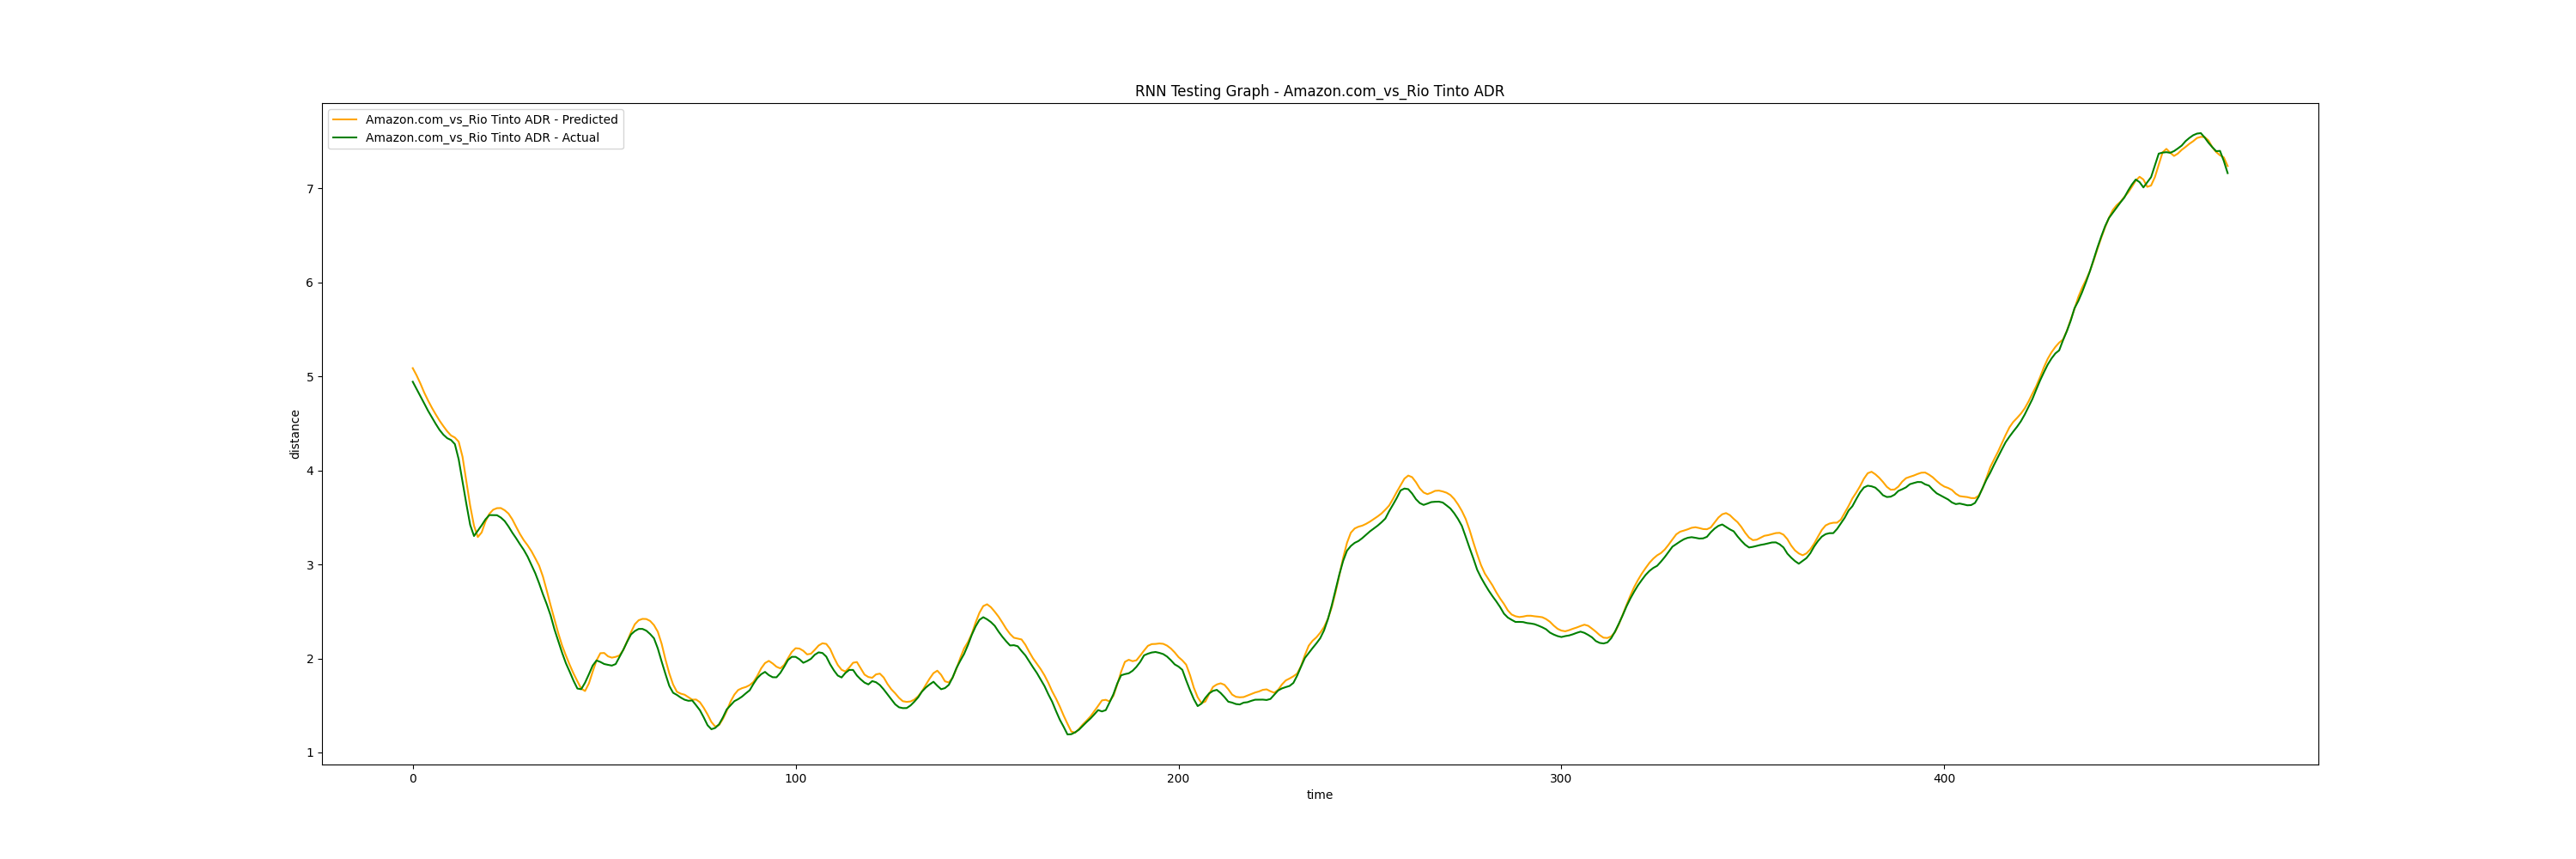 RNN Testing Graph - Amazon.com_vs_Rio Tinto ADR
Amazon.com_vs_Rio Tinto ADR - Predicted
Amazon.com_vs_Rio Tinto ADR - Actual
distance
7
6
5
4
3
2
1
0 100 200 300 400
time